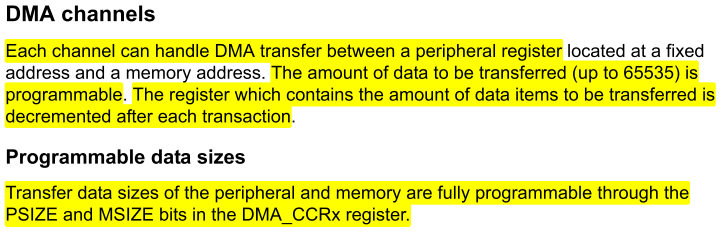 DMA channels
Each channel can handle DMA transfer between a peripheral register located at a fixed
address and a memory address. The amount of data to be transferred (up to 65535) is
programmable. The register which contains the amount of data items to be transferred is
decremented after each transaction.
Programmable data sizes
Transfer data sizes of the peripheral and memory are fully programmable through the
PSIZE and MSIZE bits in the DMA_CCRx register.